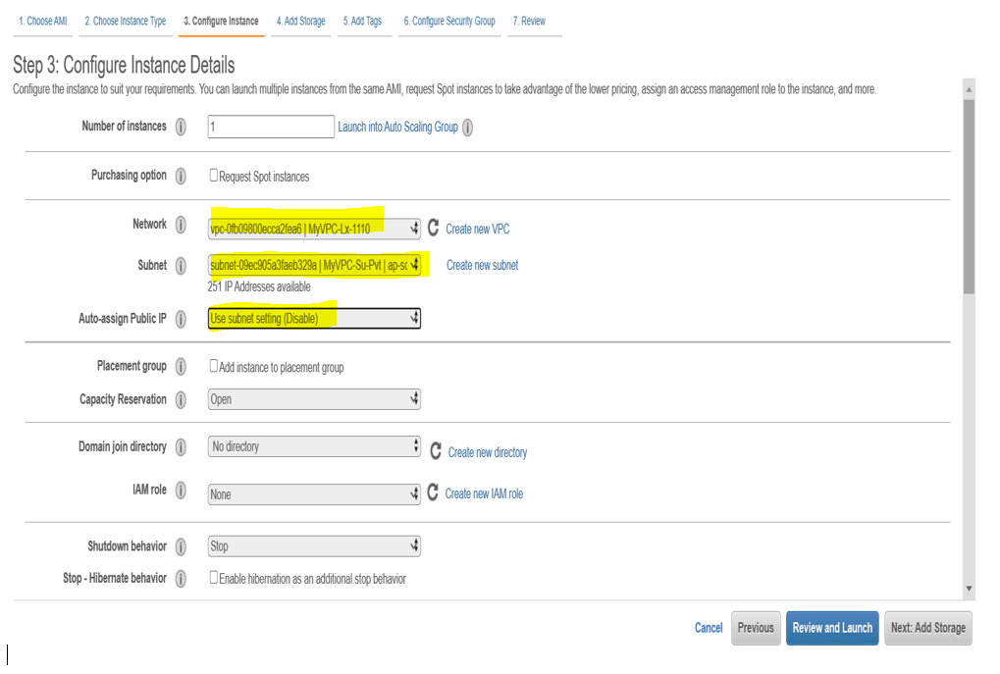 1. Choose AMI 2. Choose Instance Type 3. Configure Instance 4. Add Storage 5. Add Tags 6. Configure Security Group 7. Review
Step 3: Configure Instance Details
Configure the instance to suit your requirements. You can launch multiple instances from the same AMI, request Spot instances to take advantage of the lower pricing, assign an access management role to the instance, and more.
Number of instances 1 Launch into Auto Scaling Group
Purchasing option Request Spot instances
Network vpc-0fb09800ecca2fea6 | MyVPC-Lx-1110 Create new VPC
Subnet subnet-09ec905a3faeb329a | MyVPC-Su-Pvt | ap-sc Create new subnet
251 IP Addresses available
Auto-assign Public IP Use subnet setting (Disable)
Placement group Add instance to placement group
Capacity Reservation Open
Domain join directory No directory Create new directory
IAM role None Create new IAM role
Shutdown behavior Stop
Stop - Hibernate behavior Enable hibernation as an additional stop behavior
Cancel Previous Review and Launch Next: Add Storage